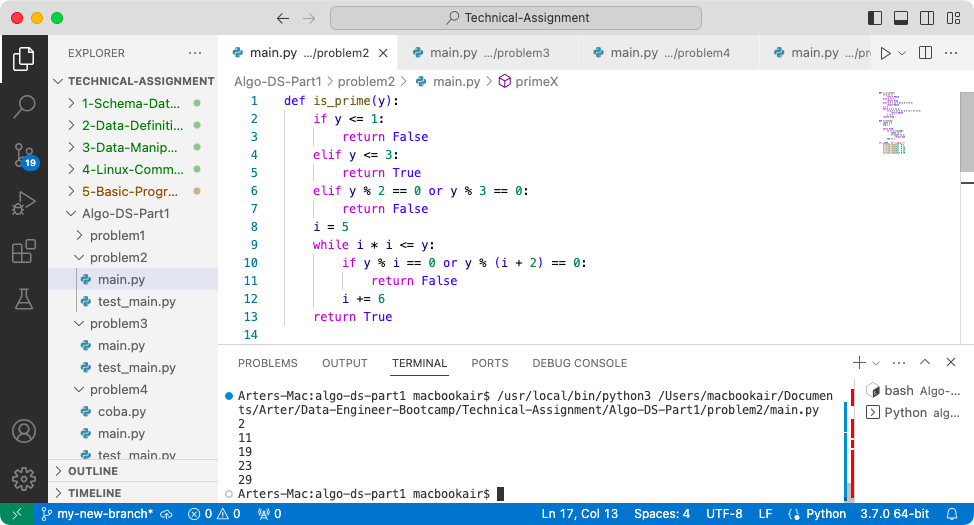 Technical-Assignment
EXPLORER
main.py .../problem2
main.py .../problem3
main.py .../problem4
main.py .../pr
TECHNICAL-ASSIGNMENT
1-Schema-Dat...
2-Data-Definiti...
3-Data-Manip...
4-Linux-Comm...
5-Basic-Progr...
Algo-DS-Part1
problem1
problem2
main.py
test_main.py
problem3
main.py
test_main.py
problem4
coba.py
main.py
test_main.py
OUTLINE
TIMELINE
19
Algo-DS-Part1 > problem2 > main.py > primeX
1 def is_prime(y):
2 if y <= 1:
3 return False
4 elif y <= 3:
5 return True
6 elif y % 2 == 0 or y % 3 == 0:
7 return False
8 i = 5
9 while i * i <= y:
10 if y % i == 0 or y % (i + 2) == 0:
11 return False
12 i += 6
13 return True
14
PROBLEMS OUTPUT TERMINAL PORTS DEBUG CONSOLE
Arters-Mac:algo-ds-part1 macbookair$ /usr/local/bin/python3 /Users/macbookair/Documen
ts/Arter/Data-Engineer-Bootcamp/Technical-Assignment/Algo-DS-Part1/problem2/main.py
2
11
19
23
29
Arters-Mac:algo-ds-part1 macbookair$
bash Algo-...
Python alg...
my-new-branch* 0 0 0 Ln 17, Col 13 Spaces: 4 UTF-8 LF Python 3.7.0 64-bit